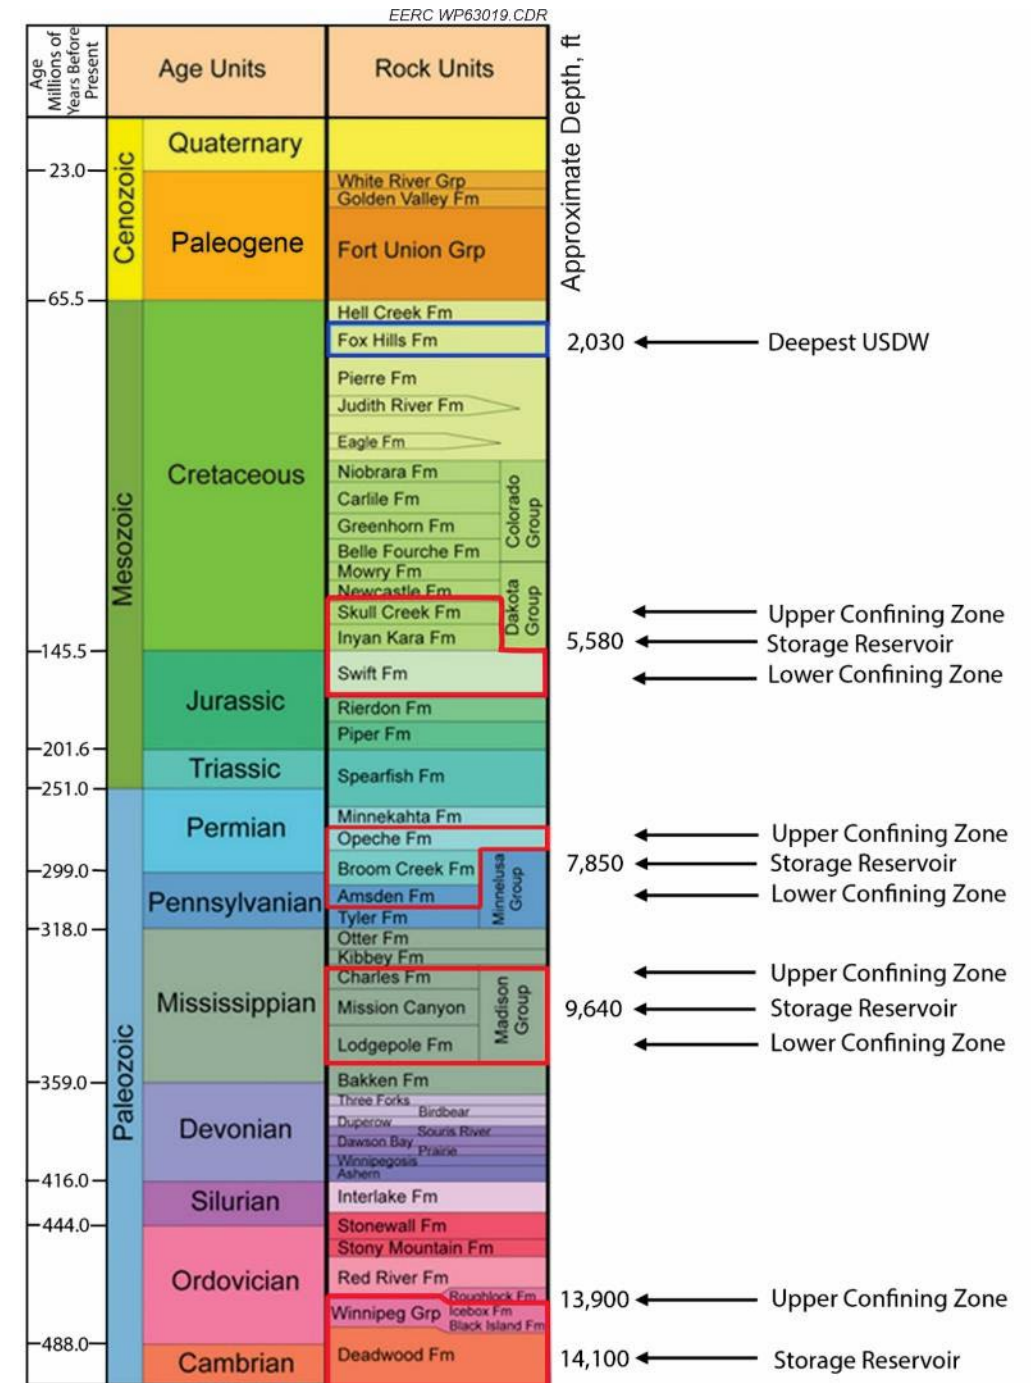 EERC WP63019.CDR
Age
Millions of
Years Before
Present
Age Units
Rock Units
Approximate Depth, ft
Cenozoic
Quaternary
23.0
Paleogene
White River Grp
Golden Valley Fm
Fort Union Grp
65.5
Mesozoic
Cretaceous
Hell Creek Fm
Fox Hills Fm
2,030
Deepest USDW
Pierre Fm
Judith River Fm
Eagle Fm
Niobrara Fm
Carlile Fm
Greenhorn Fm
Belle Fourche Fm
Colorado
Group
Mowry Fm
Newcastle Fm
Skull Creek Fm
Upper Confining Zone
Inyan Kara Fm
5,580
Storage Reservoir
Dakota
Group
145.5
Jurassic
Swift Fm
Lower Confining Zone
Rierdon Fm
Piper Fm
201.6
Triassic
Spearfish Fm
251.0
Paleozoic
Permian
Minnekahta Fm
Opeche Fm
Upper Confining Zone
Broom Creek Fm
7,850
Storage Reservoir
299.0
Pennsylvanian
Amsden Fm
Lower Confining Zone
Tyler Fm
Minnelusa
Group
318.0
Mississippian
Otter Fm
Kibbey Fm
Charles Fm
Upper Confining Zone
Mission Canyon
9,640
Storage Reservoir
Lodgepole Fm
Lower Confining Zone
Madison
Group
Bakken Fm
359.0
Devonian
Three Forks
Birdbear
Duperow
Souris River
Dawson Bay
Prairie
Winnipegosis
Ashern
416.0
Silurian
Interlake Fm
444.0
Ordovician
Stonewall Fm
Stony Mountain Fm
Red River Fm
Roughlock Fm
13,900
Upper Confining Zone
Winnipeg Grp
Icebox Fm
Black Island Fm
488.0
Cambrian
Deadwood Fm
14,100
Storage Reservoir